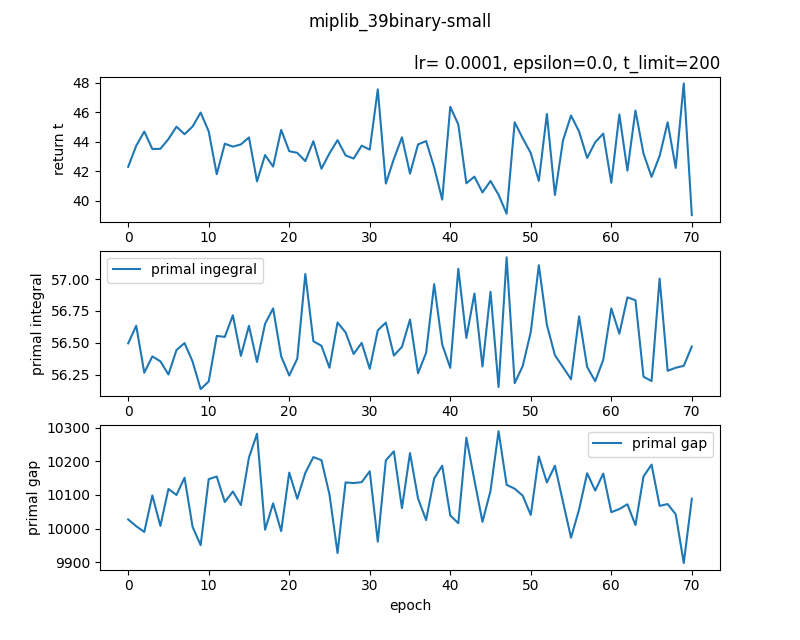 miplib_39binary-small
lr= 0.0001, epsilon=0.0, t_limit=200
return t
48
46
44
42
40
0 10 20 30 40 50 60 70
primal integral
primal ingegral
57.00
56.75
56.50
56.25
0 10 20 30 40 50 60 70
primal gap
primal gap
10300
10200
10100
10000
9900
0 10 20 30 40 50 60 70
epoch